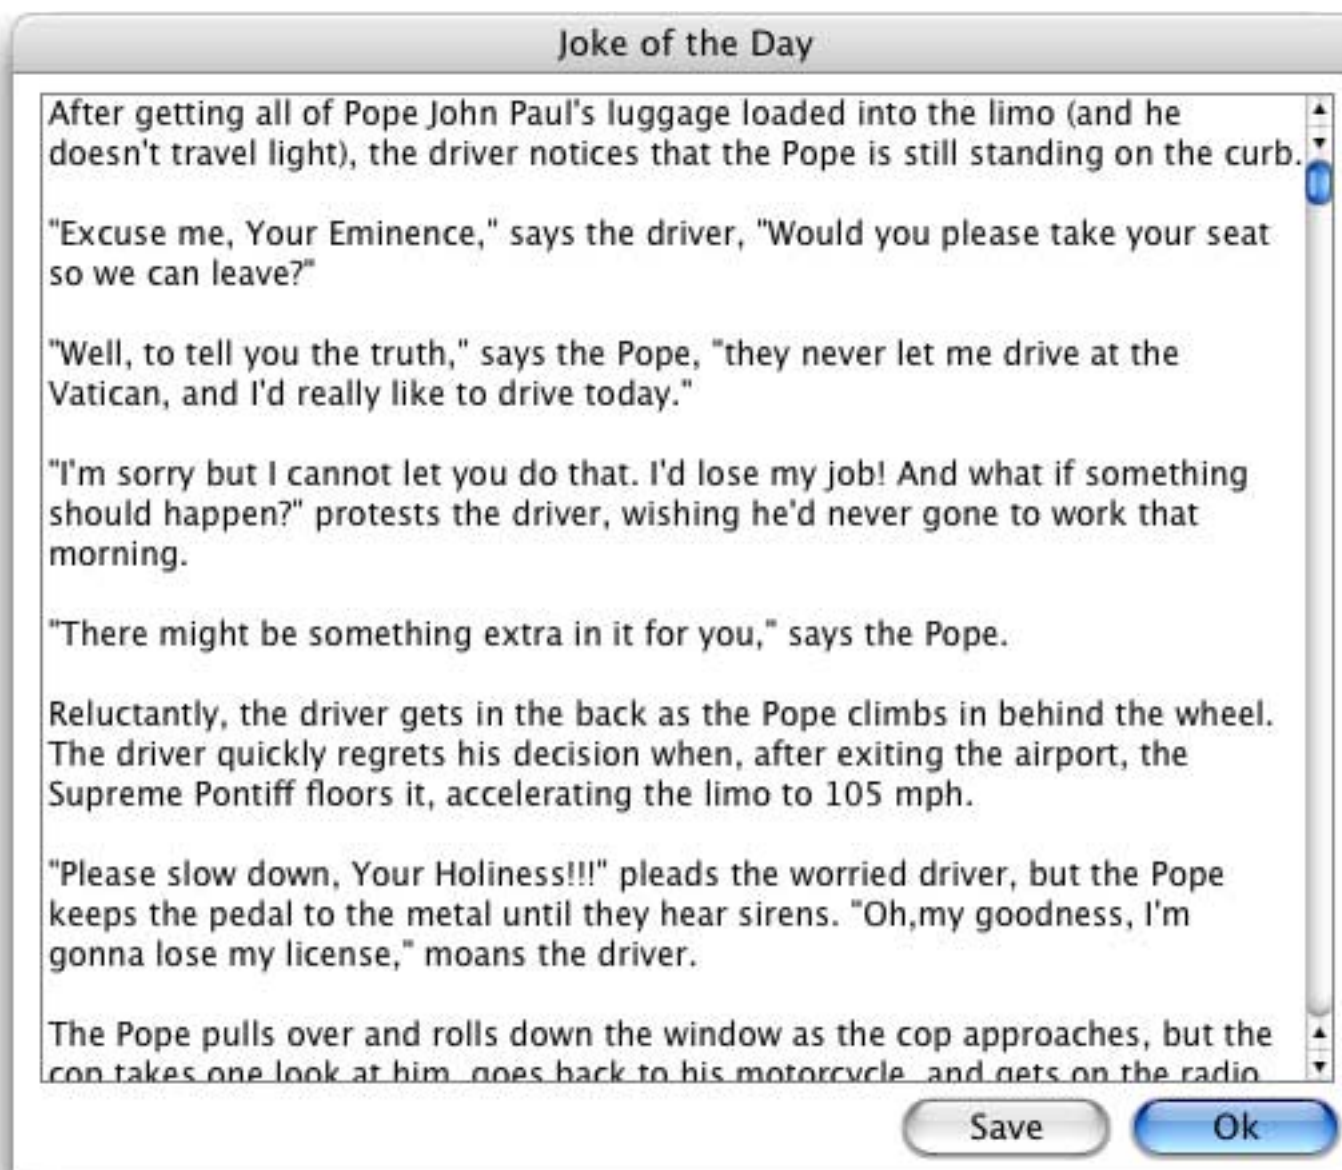 Joke of the Day
After getting all of Pope John Paul's luggage loaded into the limo (and he
doesn't travel light), the driver notices that the Pope is still standing on the curb.
"Excuse me, Your Eminence," says the driver, "Would you please take your seat
so we can leave?"
"Well, to tell you the truth," says the Pope, "they never let me drive at the
Vatican, and I'd really like to drive today."
"I'm sorry but I cannot let you do that. I'd lose my job! And what if something
should happen?" protests the driver, wishing he'd never gone to work that
morning.
"There might be something extra in it for you," says the Pope.
Reluctantly, the driver gets in the back as the Pope climbs in behind the wheel.
The driver quickly regrets his decision when, after exiting the airport, the
Supreme Pontiff floors it, accelerating the limo to 105 mph.
"Please slow down, Your Holiness!!!" pleads the worried driver, but the Pope
keeps the pedal to the metal until they hear sirens. "Oh,my goodness, I'm
gonna lose my license," moans the driver.
The Pope pulls over and rolls down the window as the cop approaches, but the
cop takes one look at him, goes back to his motorcycle, and gets on the radio.
Save Ok